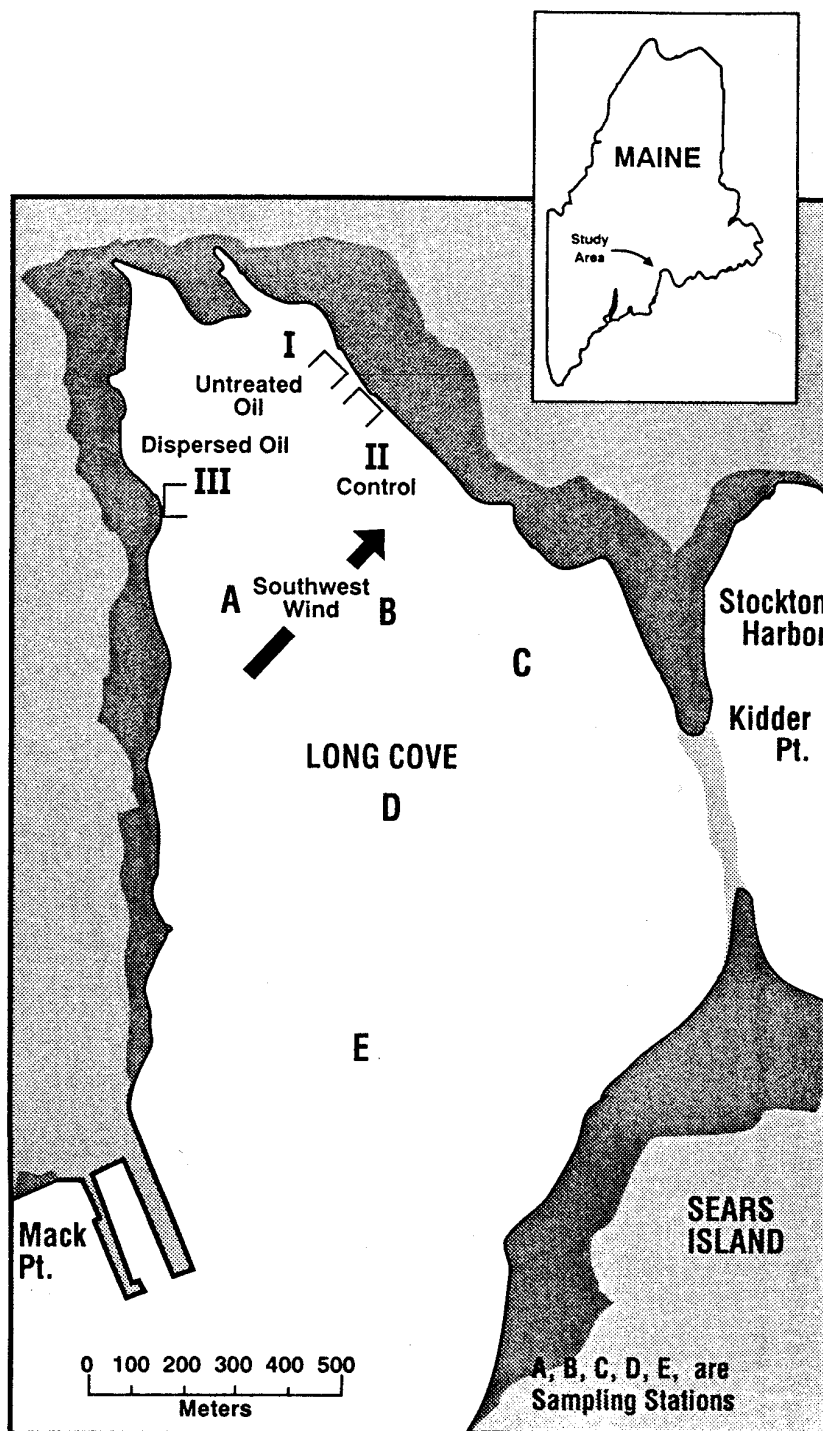 MAINE
Study
Area
I
Untreated
Oil
Dispersed Oil
III
II
Control
A
Southwest
Wind
B
C
Stockton
Harbor
Kidder
Pt.
LONG COVE
D
E
Mack
Pt.
SEARS
ISLAND
0 100 200 300 400 500
Meters
A, B, C, D, E, are
Sampling Stations